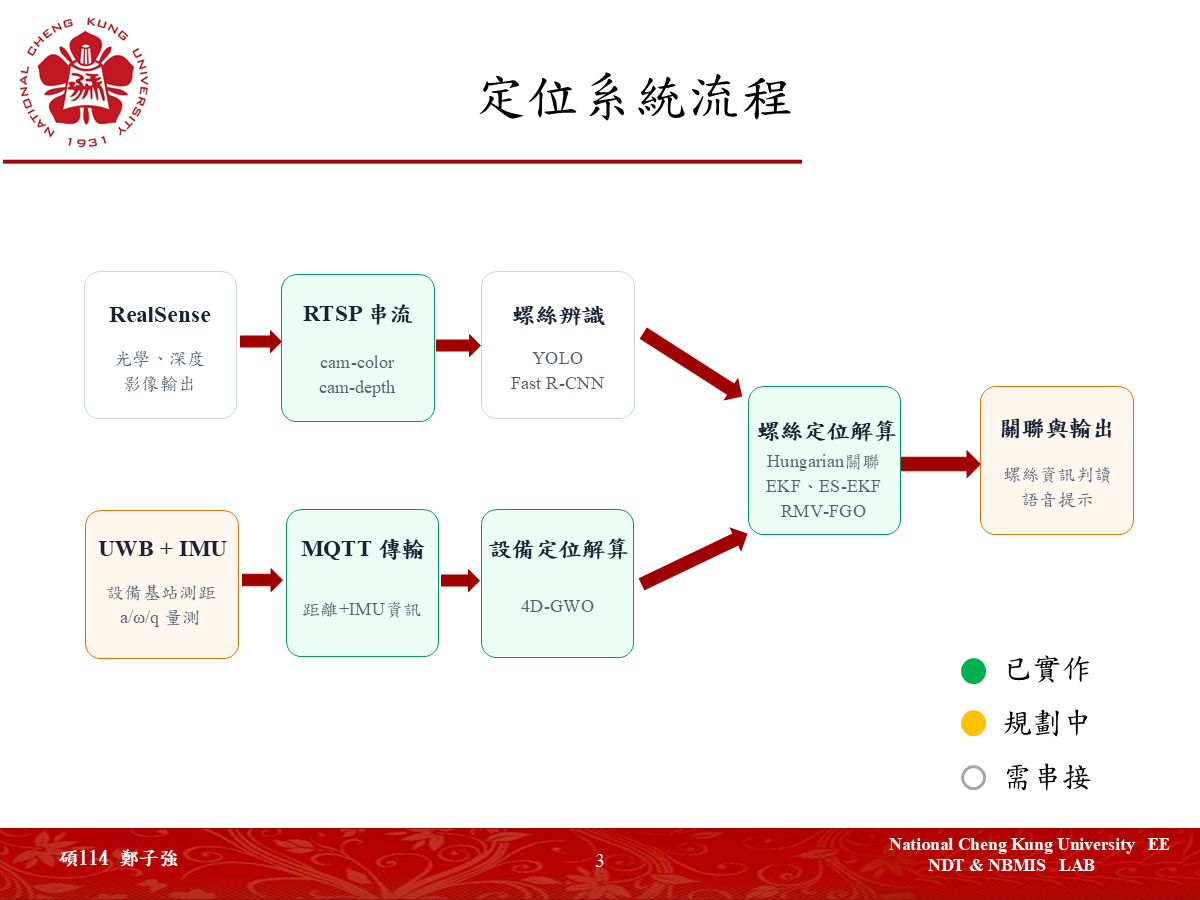 NATIONAL CHENG KUNG UNIVERSITY
1931
定位系統流程
RealSense
光學、深度
影像輸出
RTSP 串流
cam-color
cam-depth
螺絲辨識
YOLO
Fast R-CNN
螺絲定位解算
Hungarian關聯
EKF、ES-EKF
RMV-FGO
關聯與輸出
螺絲資訊判讀
語音提示
UWB + IMU
設備基站測距
a/ω/q 量測
MQTT 傳輸
距離+IMU資訊
設備定位解算
4D-GWO
已實作
規劃中
需串接
碩114 鄭子強
3
National Cheng Kung University EE
NDT & NBMIS LAB